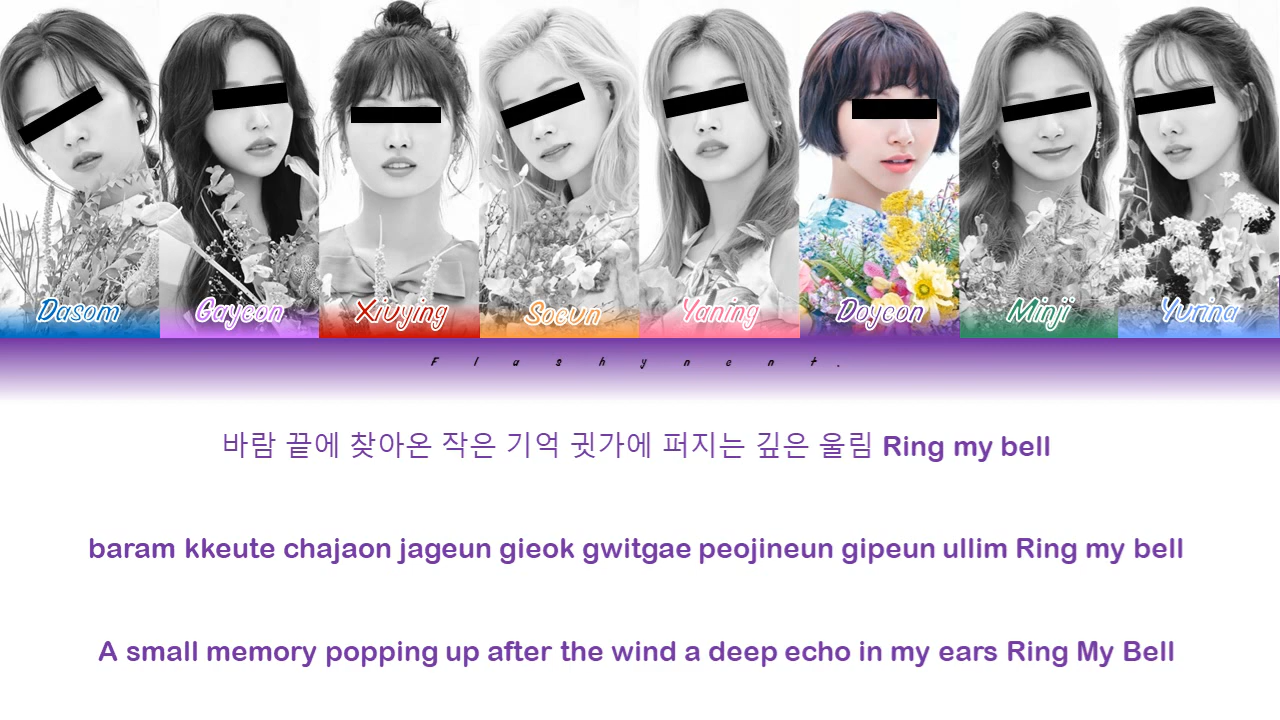 Dasom Gayeon Xiuying Soeun Yaning Doyeon Minji Yurina
Flashynent.
바람 끝에 찾아온 작은 기억 귓가에 퍼지는 깊은 울림 Ring my bell
baram kkeute chajaon jageun gieok gwitgae peojineun gipeun ullim Ring my bell
A small memory popping up after the wind a deep echo in my ears Ring My Bell